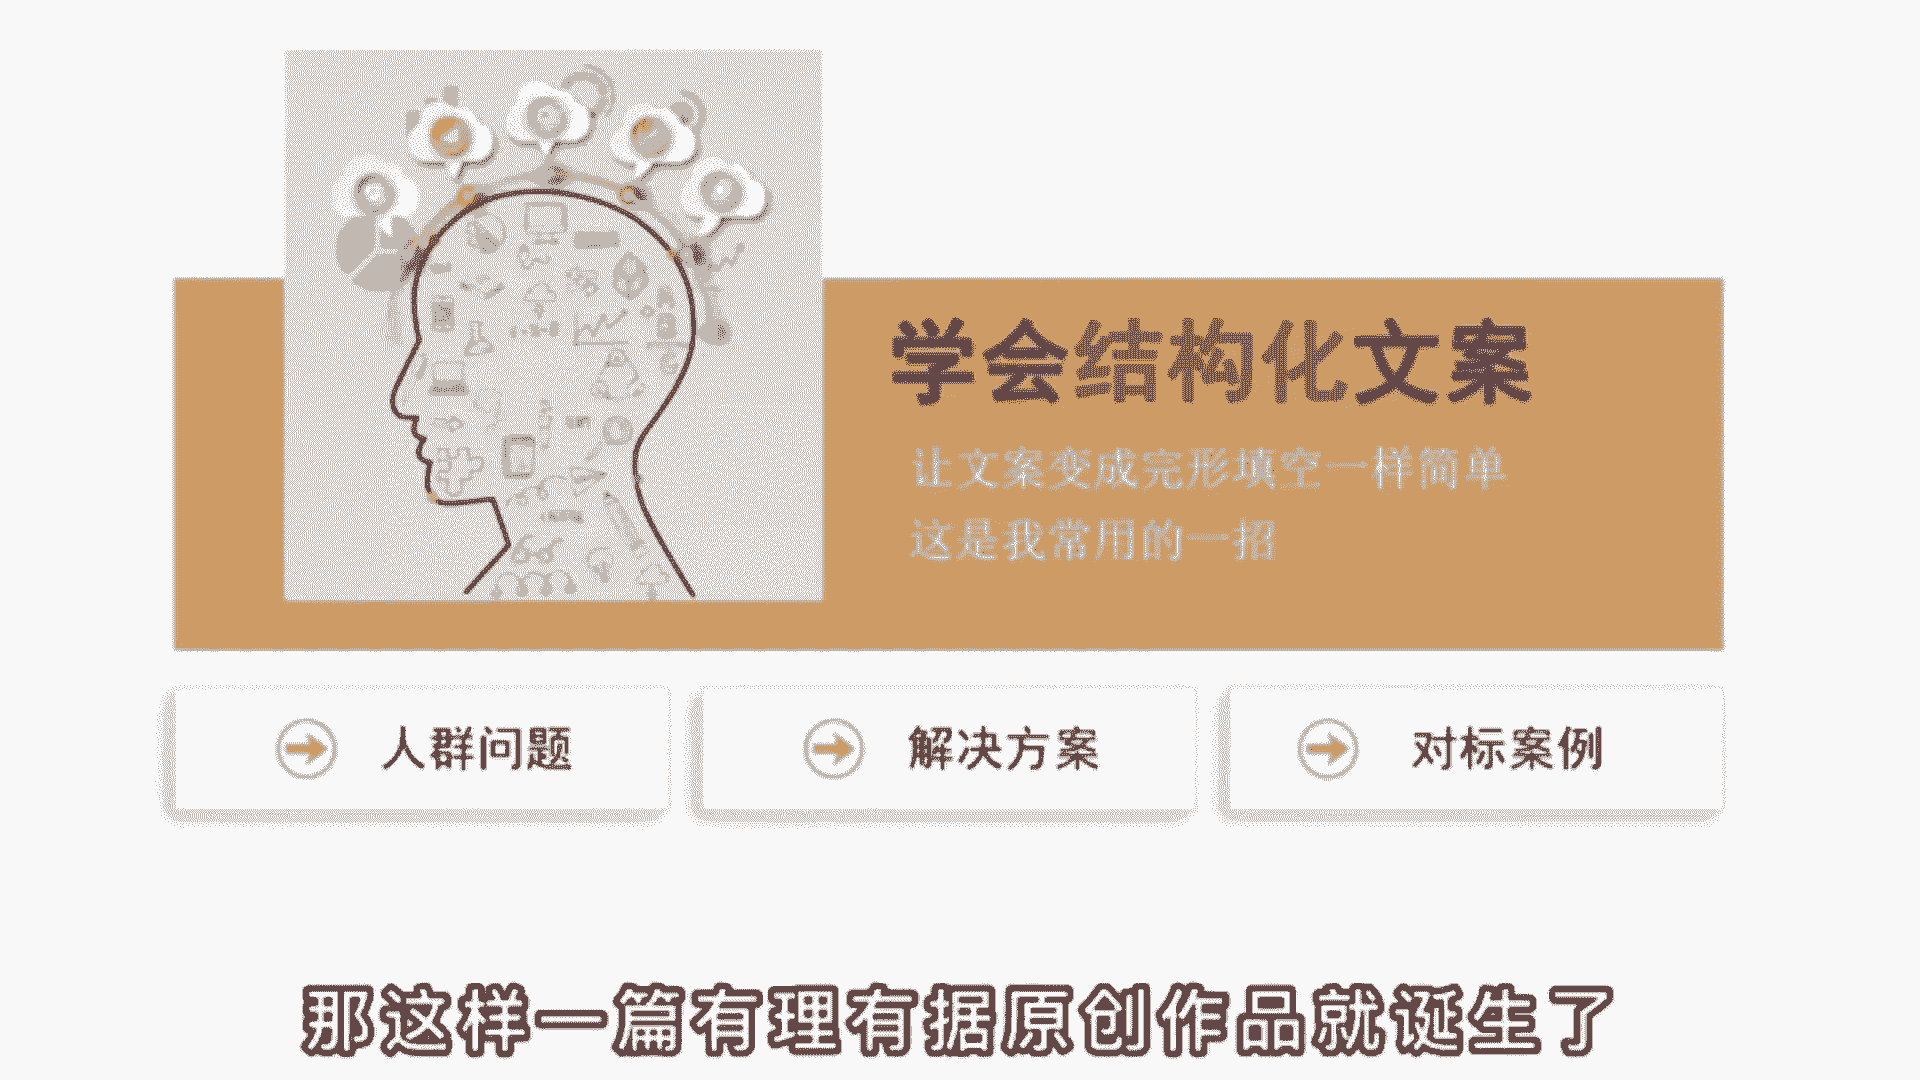 学会结构化文案
让文案变成完形填空一样简单
这是我常用的一招
人群问题
解决方案
对标案例
那这样一篇有理有据原创作品就诞生了